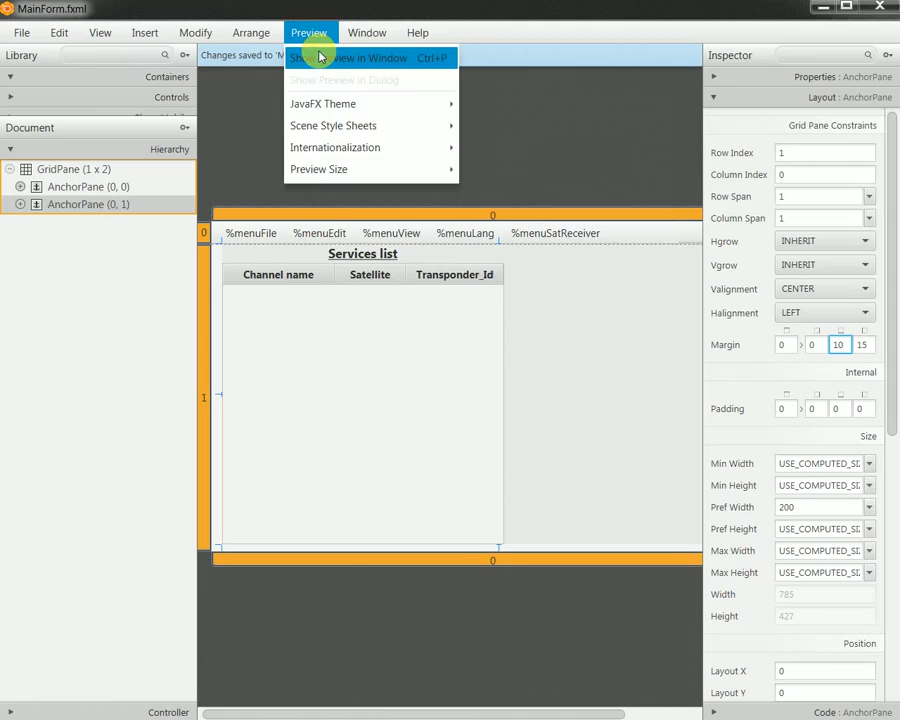 MainForm.fxml
File Edit View Insert Modify Arrange Preview Window Help
Library
Changes saved to 'M
Show Preview in Window Ctrl+P
Show Preview in Dialog
JavaFX Theme
Scene Style Sheets
Internationalization
Preview Size
Inspector
Containers
Controls
Document
Hierarchy
GridPane (1 x 2)
AnchorPane (0, 0)
AnchorPane (0, 1)
Controller
0
0
%menuFile %menuEdit %menuView %menuLang %menuSatReceiver
Services list
Channel name Satellite Transponder_Id
1
0
Properties : AnchorPane
Layout : AnchorPane
Grid Pane Constraints
Row Index 1
Column Index 0
Row Span 1
Column Span 1
Hgrow INHERIT
Vgrow INHERIT
Valignment CENTER
Halignment LEFT
Margin 0 0 10 15
Internal
Padding 0 0 0 0
Size
Min Width USE_COMPUTED_SI
Min Height USE_COMPUTED_SI
Pref Width 200
Pref Height USE_COMPUTED_SI
Max Width USE_COMPUTED_SI
Max Height USE_COMPUTED_SI
Width 785
Height 427
Position
Layout X 0
Layout Y 0
Code : AnchorPane